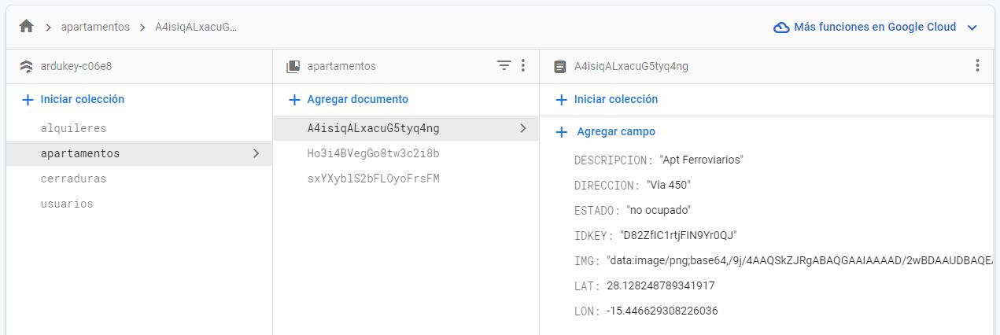 apartamentos > A4isiqALxacuG...
Más funciones en Google Cloud
ardukey-c06e8
apartamentos
A4isiqALxacuG5tyq4ng
+ Iniciar colección
+ Agregar documento
+ Iniciar colección
alquileres
apartamentos
cerraduras
usuarios
A4isiqALxacuG5tyq4ng
Ho3i4BVegGo8tw3c2i8b
sxYXyblS2bFLOyoFrsFM
+ Agregar campo
DESCRIPCION: "Apt Ferroviarios"
DIRECCION: "Via 450"
ESTADO: "no ocupado"
IDKEY: "D82ZfIC1rtjFIN9Yr0QJ"
IMG: "data:image/png;base64,/9j/4AAQSkZJRgABAQGAAIAAAAD/2wBDAAUDBAQEA
LAT: 28.128248789341917
LON: -15.446629308226036